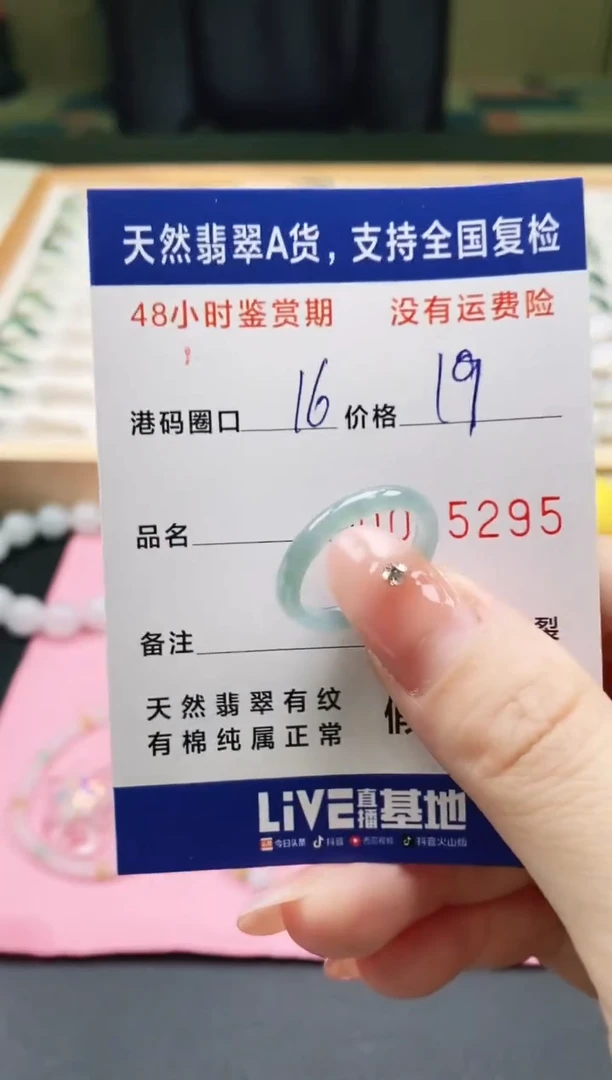 天然翡翠A货，支持全国复检
48小时鉴赏期 没有运费险
港码圈口 16 价格 19
品名 5295
备注 裂
天然翡翠有纹
有棉纯属正常
LiVE直播基地
今日头条 抖音 西瓜视频 抖音火山版